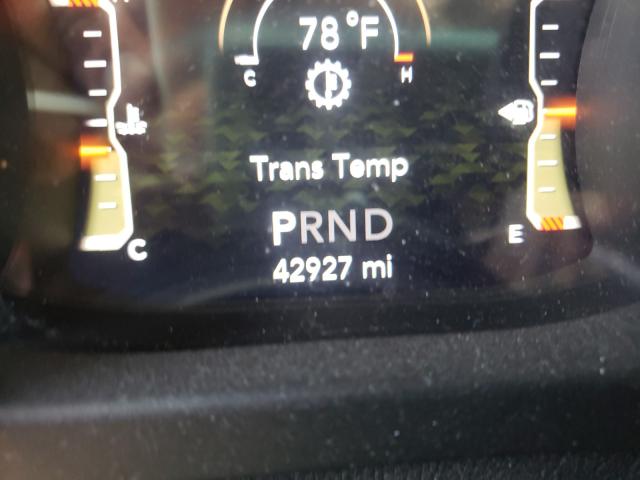 78 °F
C H
Trans Temp
PRND
C E
42927 mi